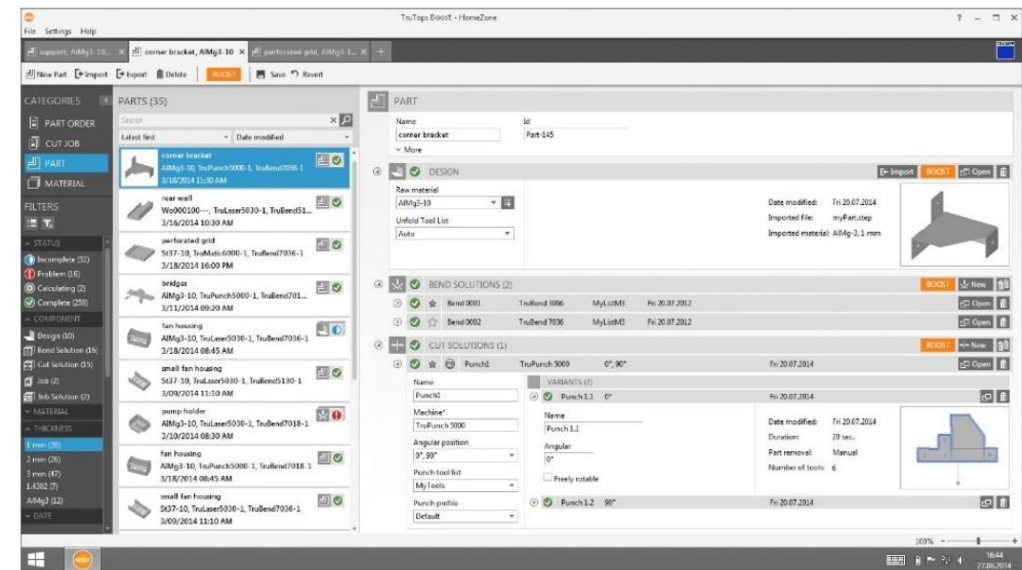 TruTops Boost - HomeZone
File Settings Help
support, AlMg3-10... corner bracket, AlMg3-10 perforated grid, AlMg3-1...
New Part Import Export Delete BOOST Save Revert
CATEGORIES
PART ORDER
CUT JOB
PART
MATERIAL
FILTERS
STATUS
Incomplete (32)
Problem (16)
Calculating (2)
Complete (250)
COMPONENT
Design (10)
Bend Solution (16)
Cut Solution (15)
Job (2)
Job Solution (2)
MATERIAL
THICKNESS
1 mm (98)
2 mm (26)
3 mm (47)
1.4302 (7)
AlMg3 (12)
DATE
PARTS (35)
Search
Latest first Date modified
corner bracket
AlMg3-10, TruPunch5000-1, TruBend7036-1
3/18/2014 11:30 AM
rear wall
Wo000100---, TruLaser5030-1, TruBend51...
3/16/2014 10:30 AM
perforated grid
St37-10, TruMatic6000-1, TruBend7036-1
3/18/2014 16:00 PM
bridges
AlMg3-10, TruPunch5000-1, TruBend701...
3/11/2014 09:20 AM
fan housing
AlMg3-10, TruLaser5030-1, TruBend7036-1
3/18/2014 08:45 AM
small fan housing
St37-10, TruLaser5030-1, TruBend5130-1
3/09/2014 11:10 AM
pump holder
AlMg3-10, TruLaser5030-1, TruBend7018-1
3/10/2014 08:30 AM
fan housing
AlMg3-10, TruPunch5000-1, TruBend7018-1
3/18/2014 08:45 AM
small fan housing
St37-10, TruLaser5030-1, TruBend7036-1
3/09/2014 11:10 AM
PART
Name Id
corner bracket Part-145
More
DESIGN Import BOOST Open
Raw material
AlMg3-10
Unfold Tool List
Auto
Date modified: Fri 20.07.2014
Imported file: myPart.step
Imported material: AlMg-3, 1 mm
BEND SOLUTIONS (2) BOOST New
Bend 0001 TruBend 3066 MyListM3 Fri 20.07.2012 Open
Bend 0002 TruBend 7036 MyListM3 Fri 20.07.2012 Open
CUT SOLUTIONS (1) BOOST New
Punch1 TruPunch 5000 0°, 90° Fri 20.07.2014 Open
Name
Punch1
Machine*
TruPunch 5000
Angular position
0°, 90°
Punch tool list
MyTools
Punch profile
Default
VARIANTS (2)
Punch 1.1 0° Fri 20.07.2014
Name
Punch 1.1
Angular
0°
Freely rotable
Date modified: Fri 20.07.2014
Duration: 20 sec.
Part removal: Manual
Number of tools: 6
Punch 1.2 90° Fri 20.07.2014
100%
BOOST
16:44
27.06.2014